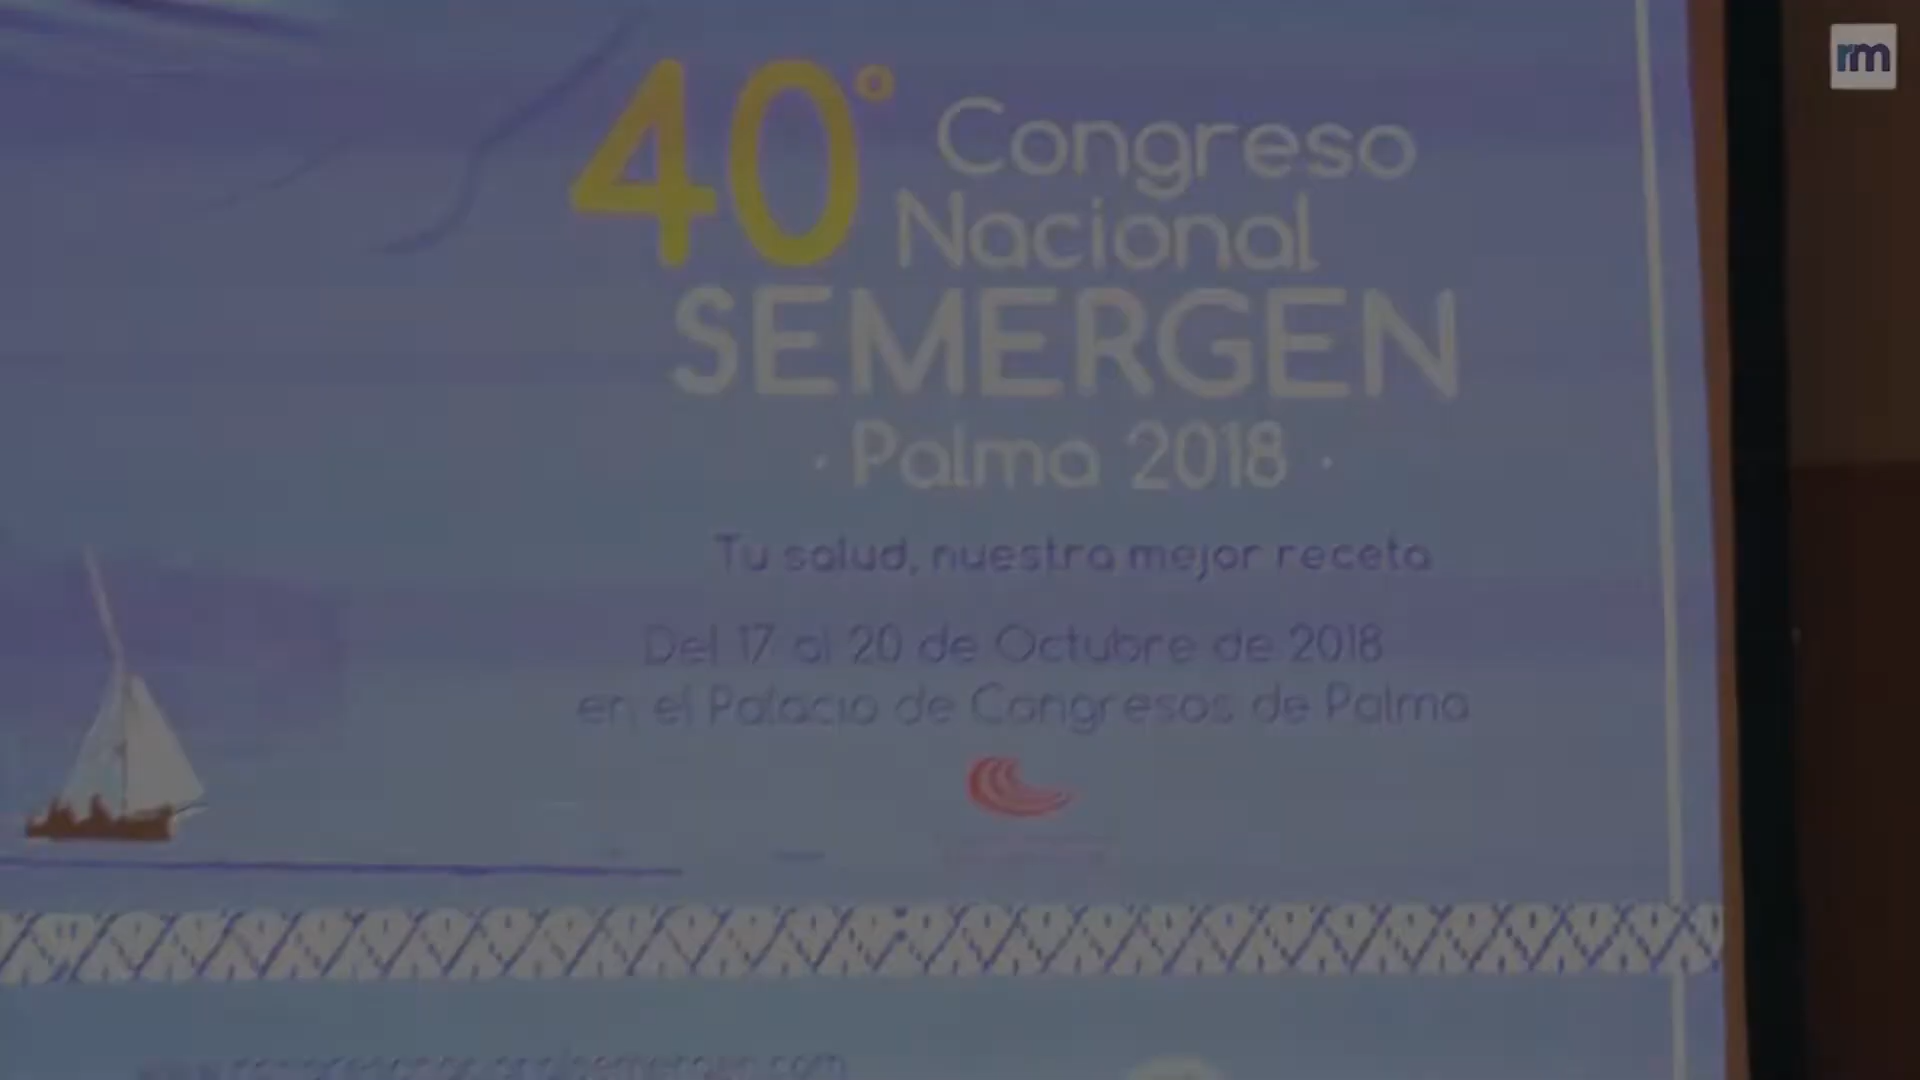 rm
40° Congreso
Nacional
SEMERGEN
· Palma 2018 ·
Tu salud, nuestra mejor receta
Del 17 al 20 de Octubre de 2018
en el Palacio de Congresos de Palma